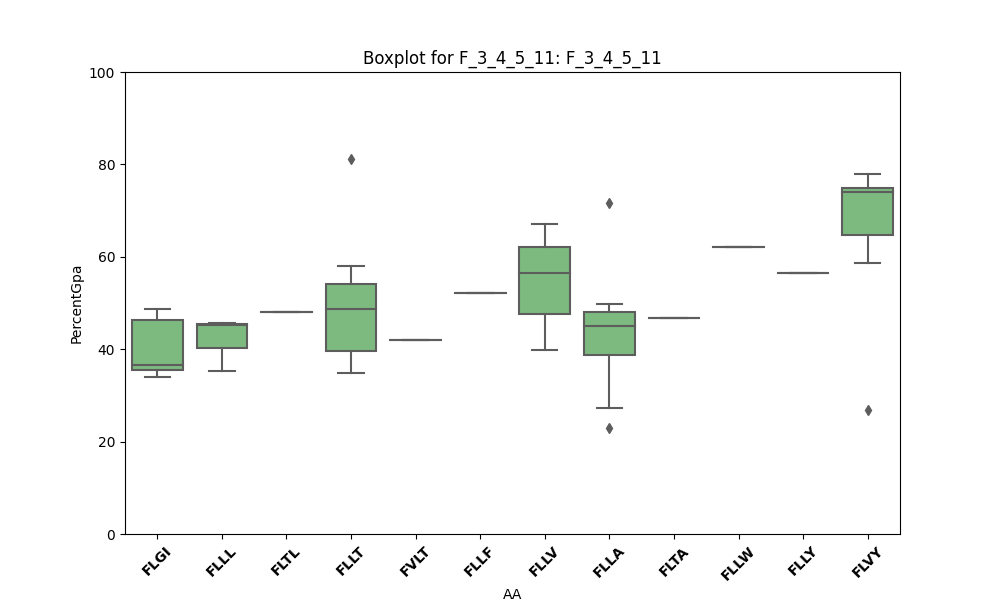 Boxplot for F_3_4_5_11: F_3_4_5_11
PercentGpa
100
80
60
40
20
0
FLGI FLLL FLTL FLLT FVLT FLLF FLLV FLLA FLTA FLLW FLLY FLVY
AA